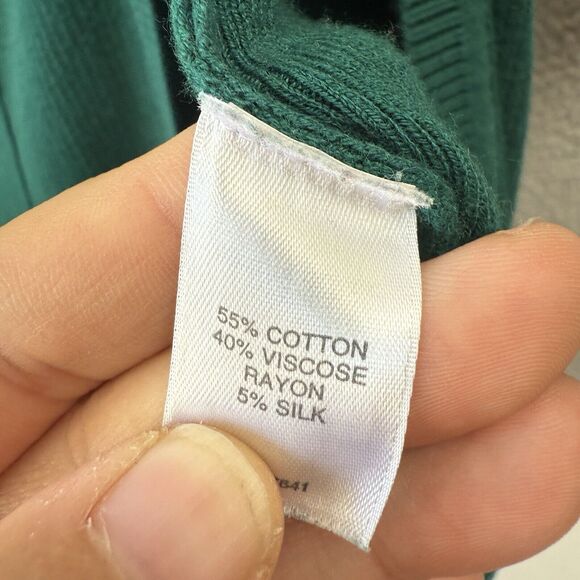 55% COTTON
40% VISCOSE
RAYON
5% SILK